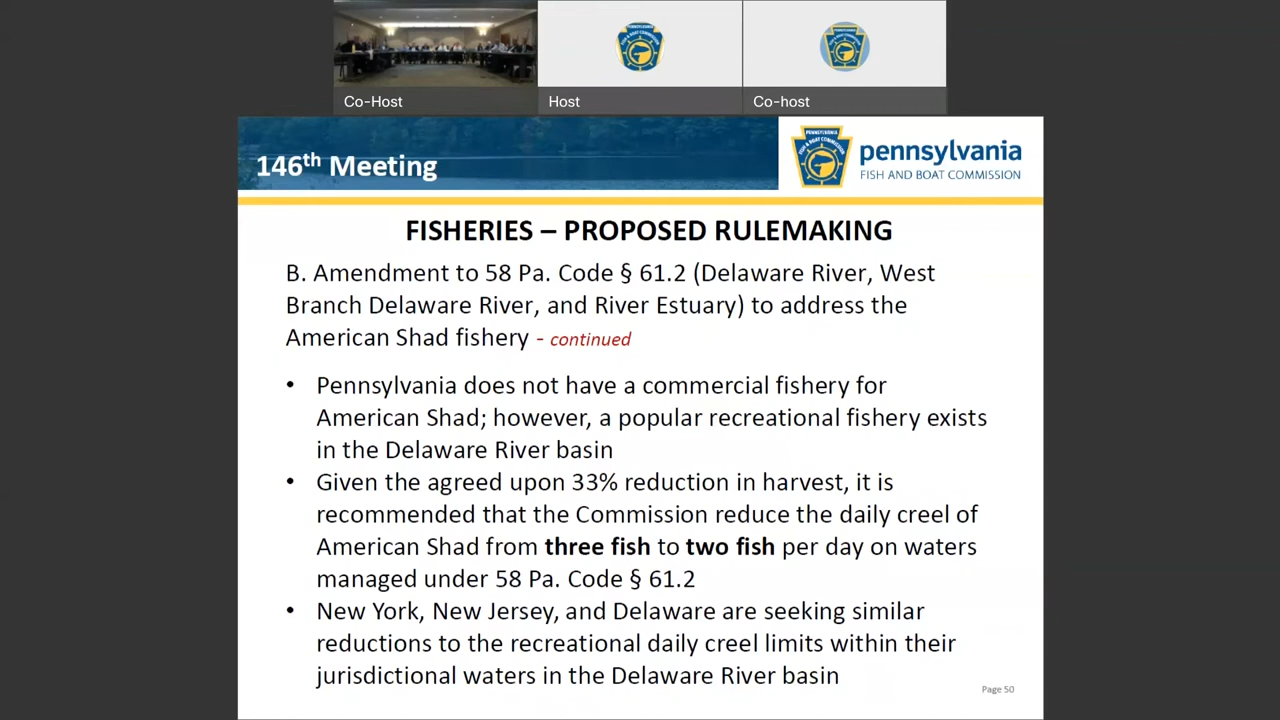 Co-Host
Host
Co-host
146th Meeting
pennsylvania
FISH AND BOAT COMMISSION
FISHERIES – PROPOSED RULEMAKING
B. Amendment to 58 Pa. Code § 61.2 (Delaware River, West
Branch Delaware River, and River Estuary) to address the
American Shad fishery - continued
• Pennsylvania does not have a commercial fishery for
American Shad; however, a popular recreational fishery exists
in the Delaware River basin
• Given the agreed upon 33% reduction in harvest, it is
recommended that the Commission reduce the daily creel of
American Shad from three fish to two fish per day on waters
managed under 58 Pa. Code § 61.2
• New York, New Jersey, and Delaware are seeking similar
reductions to the recreational daily creel limits within their
jurisdictional waters in the Delaware River basin
Page 50